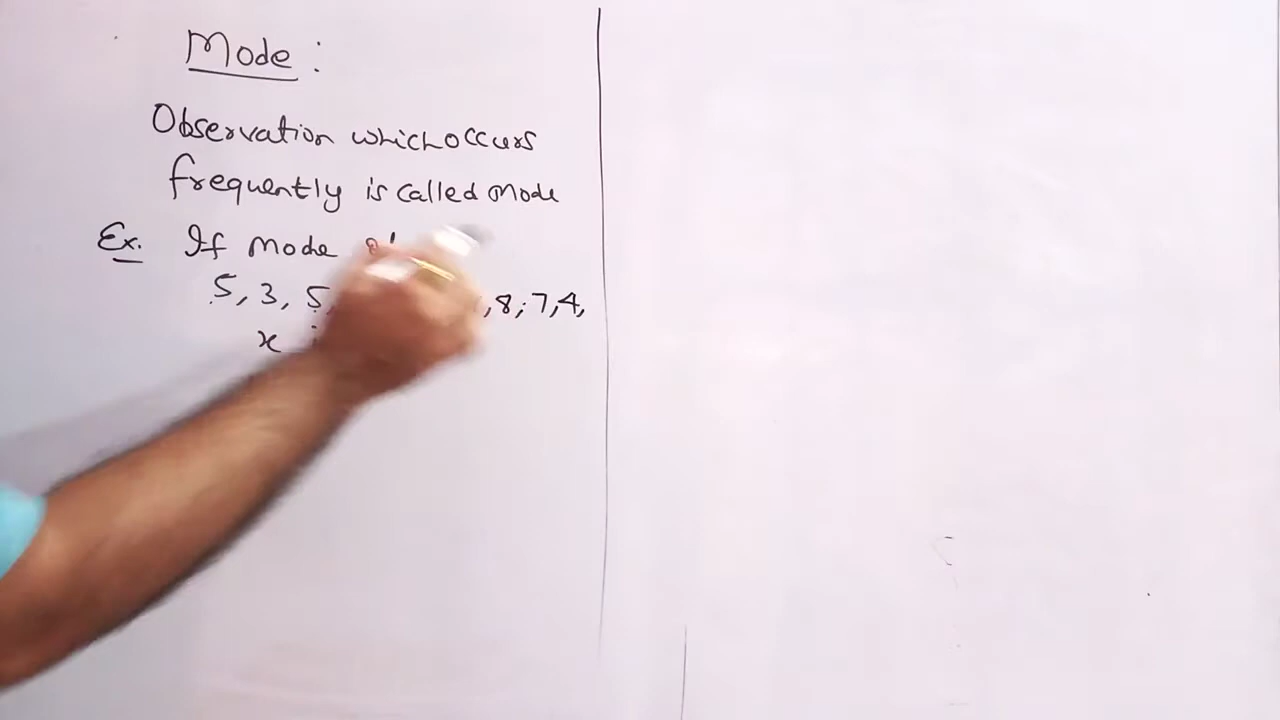 Mode :
Observation which occurs
frequently is called mode
Ex. If mode
5, 3, 5, ,8,7,4,
x